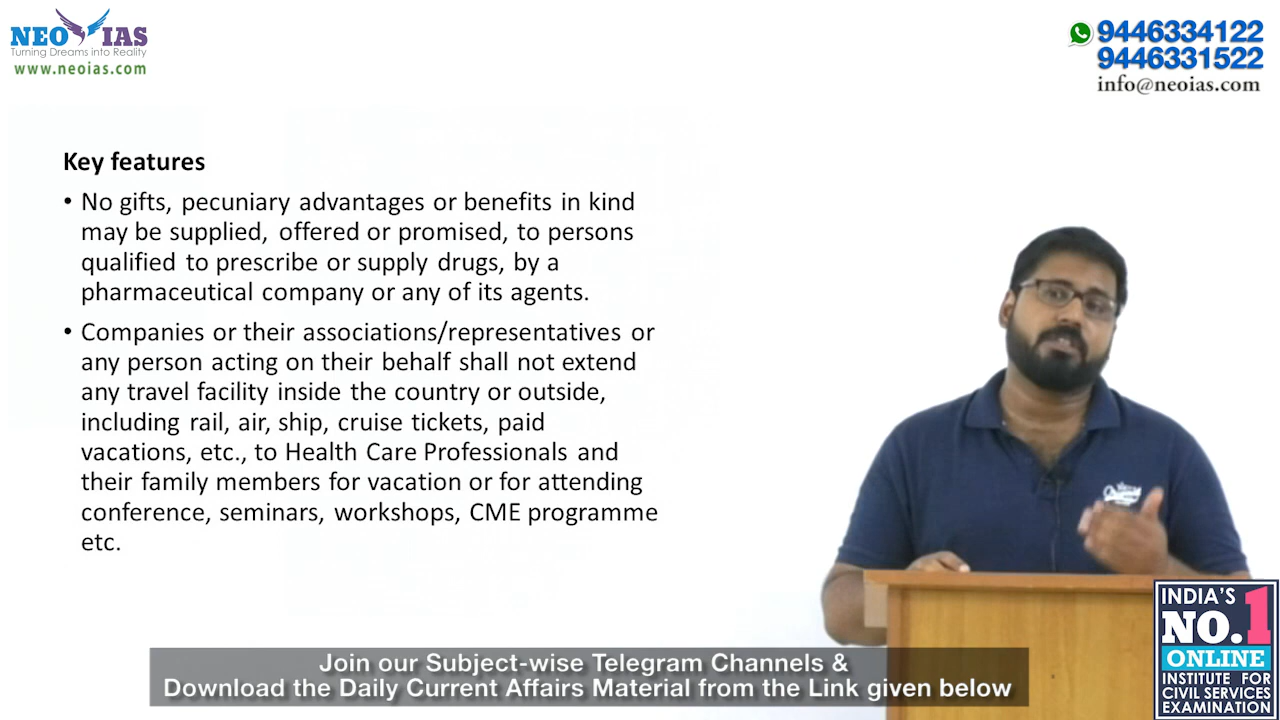 NEO IAS
Turning Dreams into Reality
www.neoias.com
9446334122
9446331522
info@neoias.com
Key features
• No gifts, pecuniary advantages or benefits in kind
may be supplied, offered or promised, to persons
qualified to prescribe or supply drugs, by a
pharmaceutical company or any of its agents.
• Companies or their associations/representatives or
any person acting on their behalf shall not extend
any travel facility inside the country or outside,
including rail, air, ship, cruise tickets, paid
vacations, etc., to Health Care Professionals and
their family members for vacation or for attending
conference, seminars, workshops, CME programme
etc.
INDIA'S
NO.1
ONLINE
INSTITUTE FOR
CIVIL SERVICES
EXAMINATION
Join our Subject-wise Telegram Channels &
Download the Daily Current Affairs Material from the Link given below